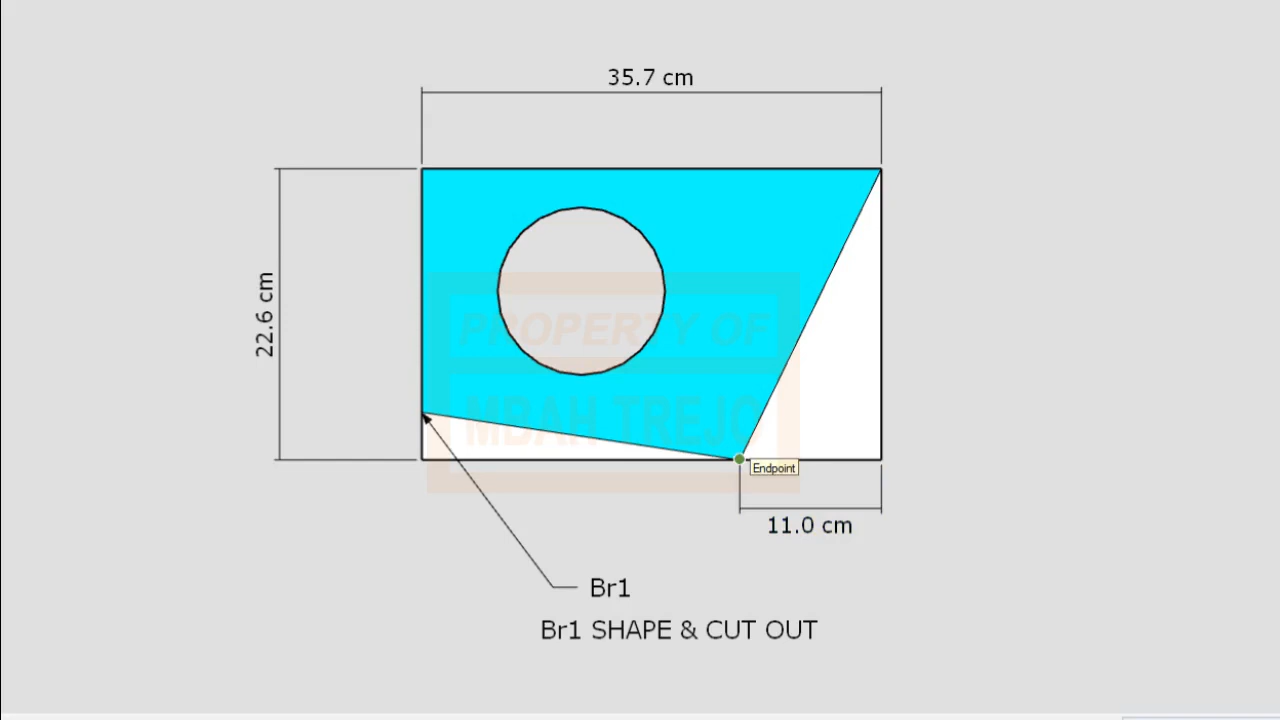 35.7 cm
22.6 cm
PROPERTY OF
MBAH TREJO
Endpoint
11.0 cm
Br1
Br1 SHAPE & CUT OUT